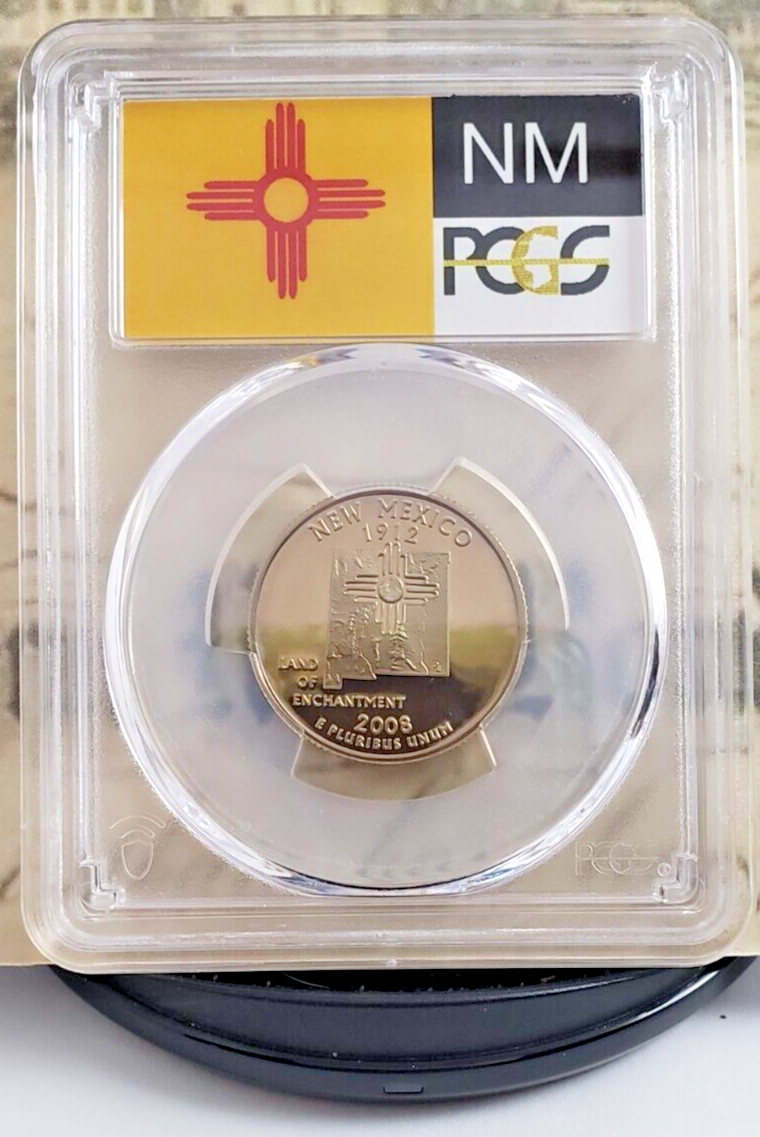 NM
PCGS
NEW MEXICO
1912
LAND
OF
ENCHANTMENT
2008
E PLURIBUS UNUM
PCGS